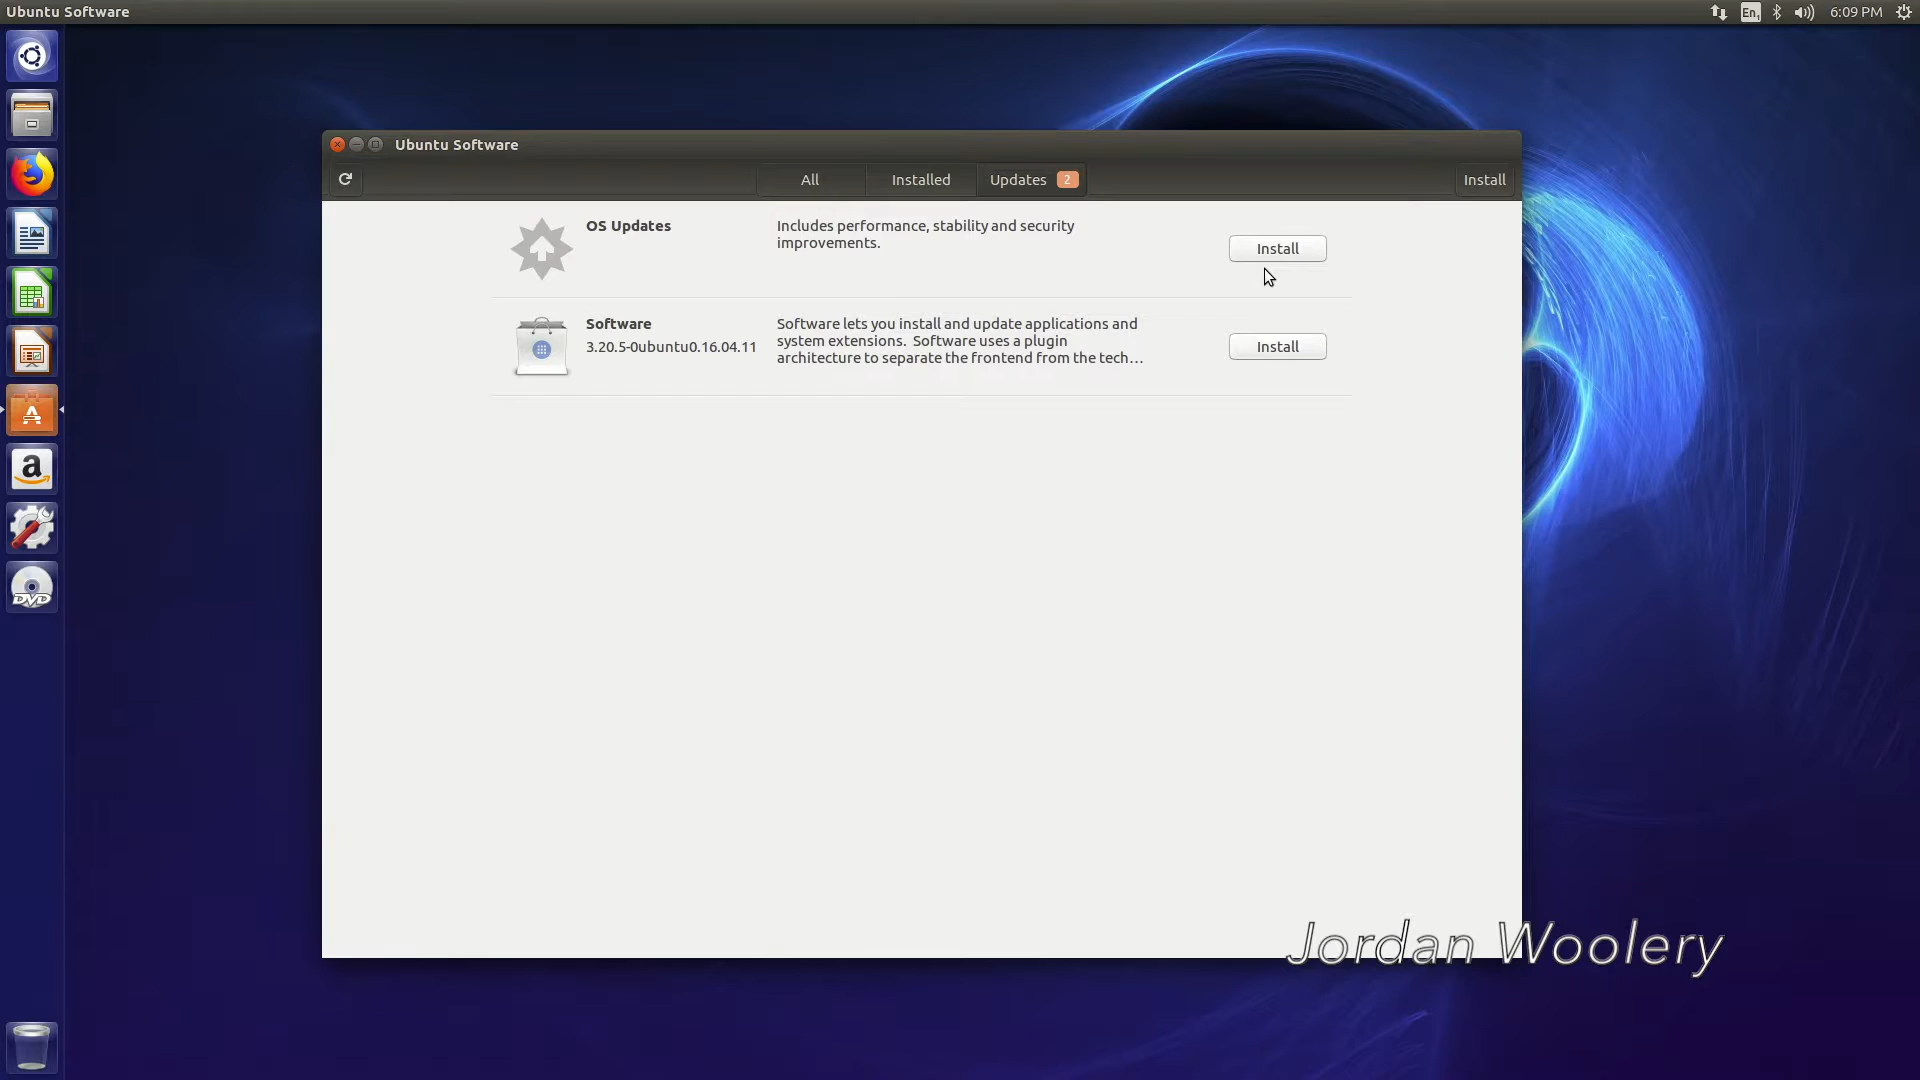 Ubuntu Software
En1
6:09 PM
Ubuntu Software
All
Installed
Updates 2
Install
OS Updates
Includes performance, stability and security
improvements.
Install
Software
3.20.5-0ubuntu0.16.04.11
Software lets you install and update applications and
system extensions. Software uses a plugin
architecture to separate the frontend from the tech…
Install
A
a
DVD
Jordan Woolery